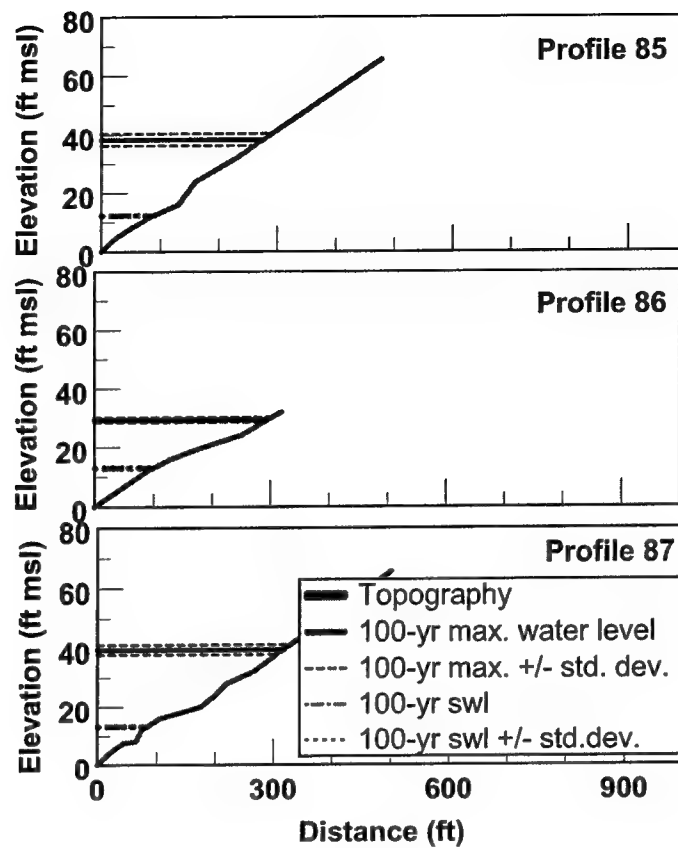 80
Profile 85
60
40
20
0
Elevation (ft msl)
80
Profile 86
60
40
20
0
Elevation (ft msl)
80
Profile 87
60
40
20
0
Elevation (ft msl)
Topography
100-yr max. water level
100-yr max. +/- std. dev.
100-yr swl
100-yr swl +/- std.dev.
0 300 600 900
Distance (ft)